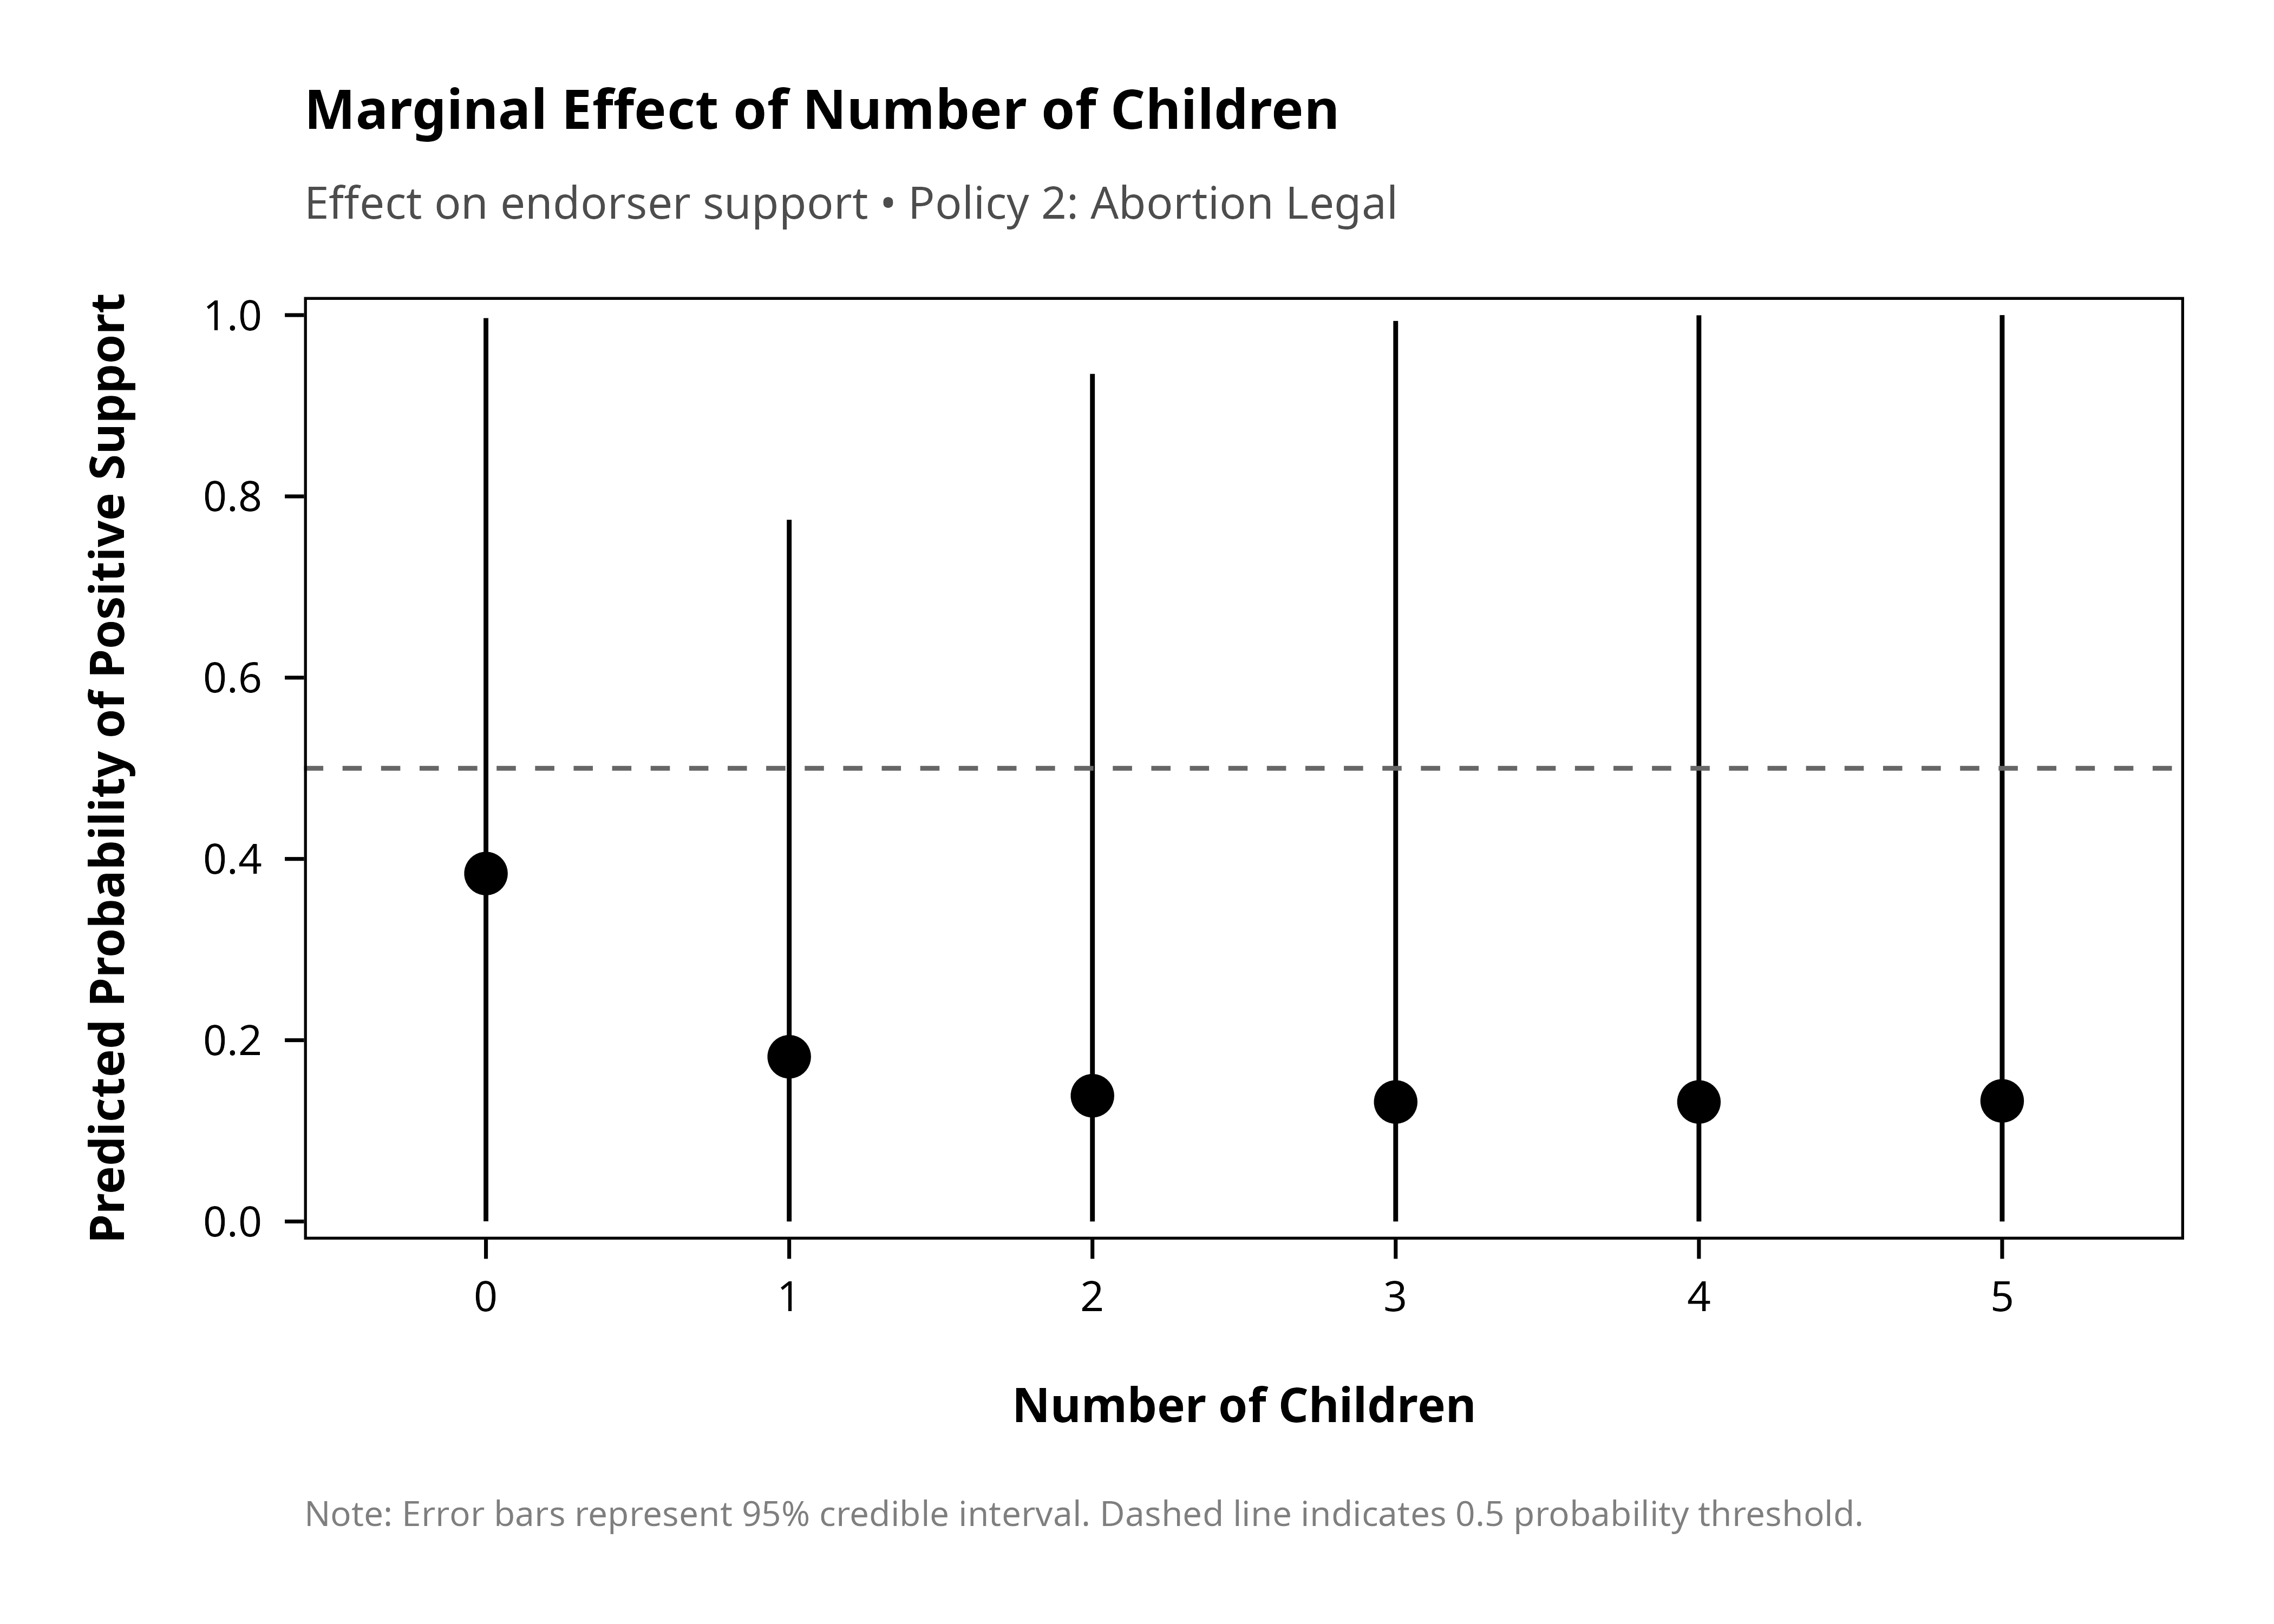 Marginal Effect of Number of Children
Effect on endorser support • Policy 2: Abortion Legal
Predicted Probability of Positive Support
1.0
0.8
0.6
0.4
0.2
0.0
0 1 2 3 4 5
Number of Children
Note: Error bars represent 95% credible interval. Dashed line indicates 0.5 probability threshold.